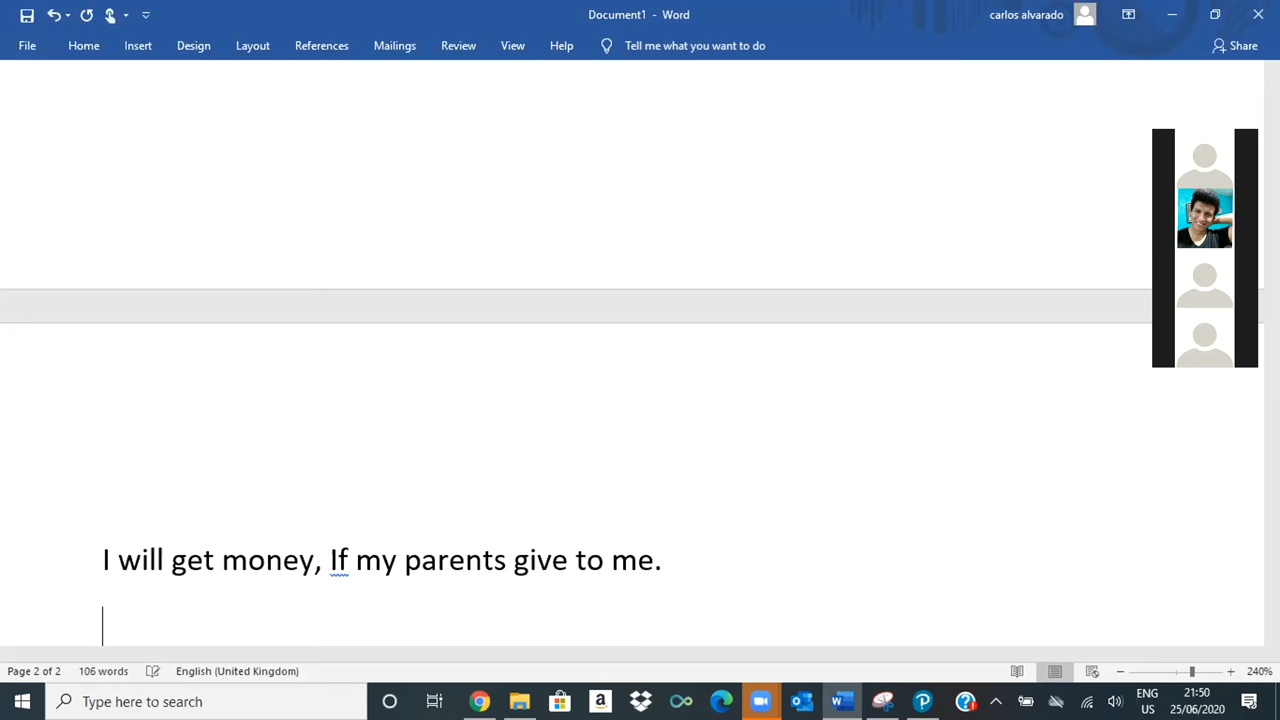 Document1 - Word
carlos alvarado
File Home Insert Design Layout References Mailings Review View Help Tell me what you want to do Share
I will get money, If my parents give to me.
Page 2 of 2 106 words English (United Kingdom) 240%
Type here to search
ENG
US
21:50
25/06/2020